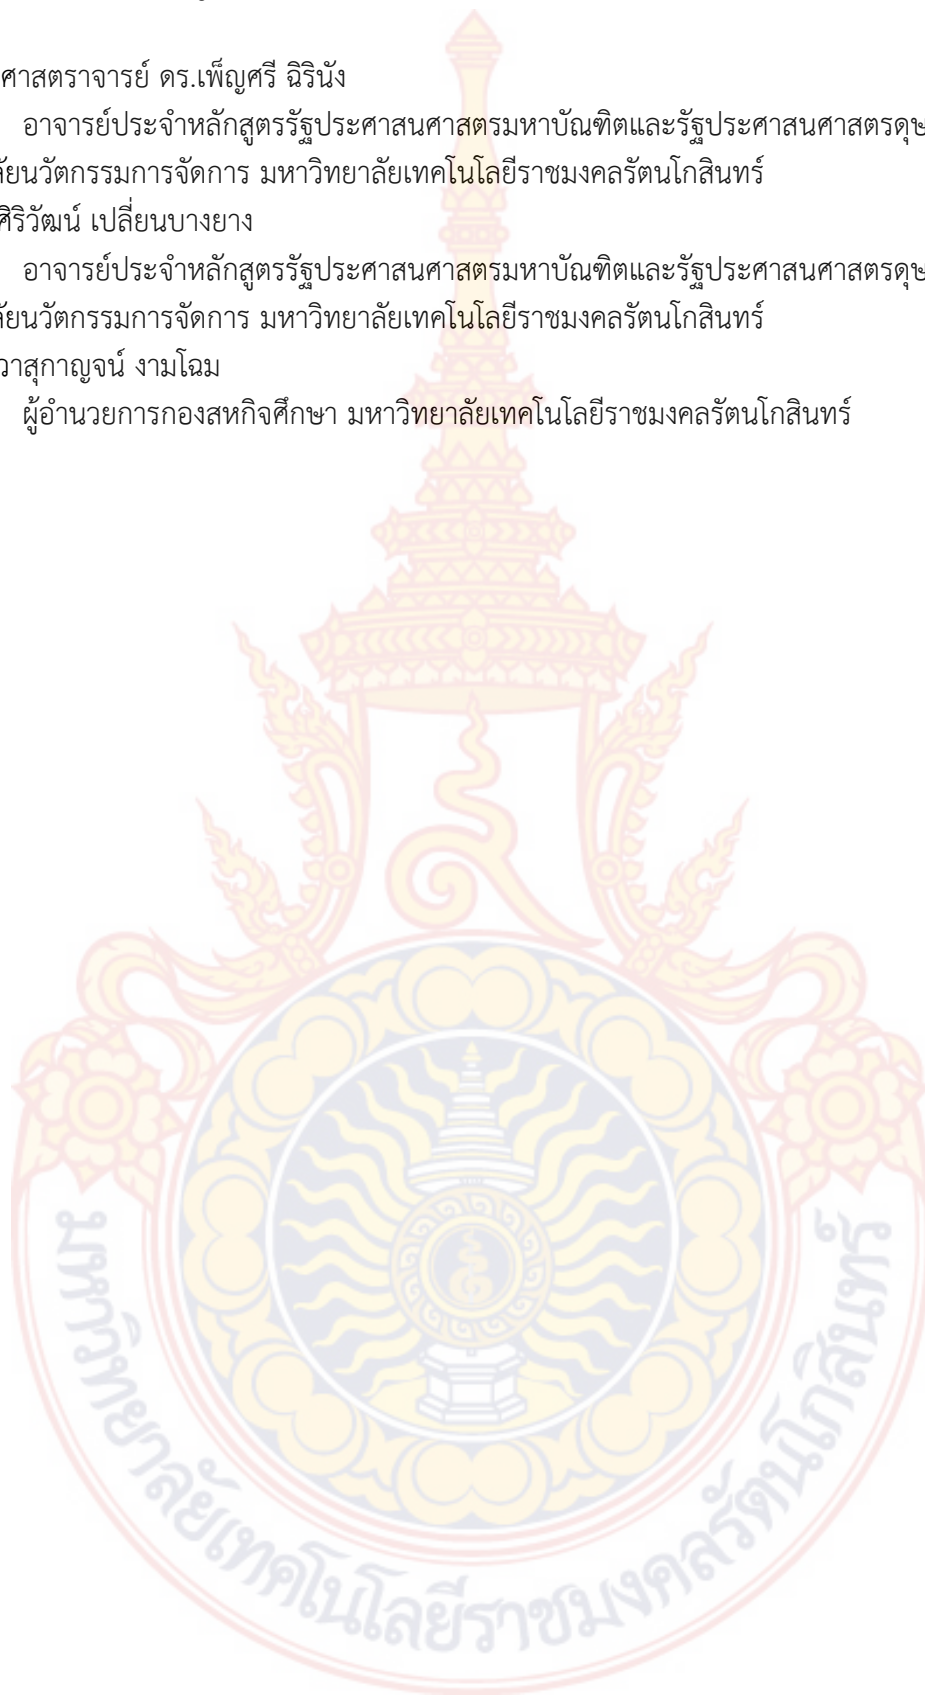 ศาสตราจารย์ ดร.เพ็ญศรี ฉิรินัง
อาจารย์ประจำหลักสูตรรัฐประศาสนศาสตรมหาบัณฑิตและรัฐประศาสนศาสตรดุษ
ลัยนวัตกรรมการจัดการ มหาวิทยาลัยเทคโนโลยีราชมงคลรัตนโกสินทร์
ศิริวัฒน์ เปลี่ยนบางยาง
อาจารย์ประจำหลักสูตรรัฐประศาสนศาสตรมหาบัณฑิตและรัฐประศาสนศาสตรดุษ
ลัยนวัตกรรมการจัดการ มหาวิทยาลัยเทคโนโลยีราชมงคลรัตนโกสินทร์
วาสุกาญจน์ งามโฉม
ผู้อำนวยการกองสหกิจศึกษา มหาวิทยาลัยเทคโนโลยีราชมงคลรัตนโกสินทร์
มหาวิทยาลัยเทคโนโลยีราชมงคลรัตนโกสินทร์